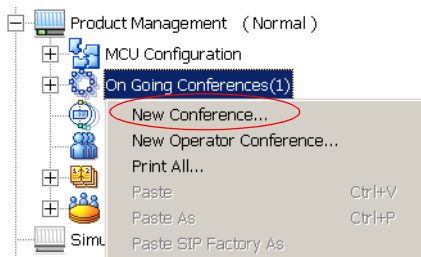 Product Management (Normal)
MCU Configuration
On Going Conferences(1)
New Conference...
New Operator Conference...
Print All...
Paste Ctrl+V
Paste As Ctrl+P
Simu Paste SIP Factory As